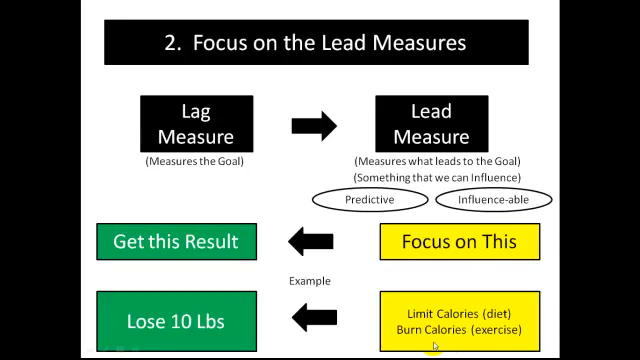 2. Focus on the Lead Measures
Lag
Measure
(Measures the Goal)
Lead
Measure
(Measures what leads to the Goal)
(Something that we can Influence)
Predictive
Influence-able
Get this Result
Focus on This
Example
Lose 10 Lbs
Limit Calories (diet)
Burn Calories (exercise)